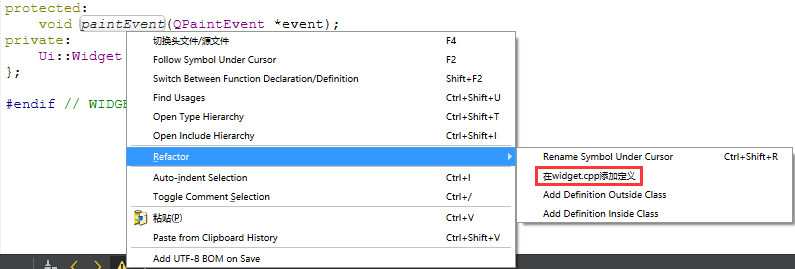 protected:
void paintEvent(QPaintEvent *event);
private:
Ui::Widget
};
#endif // WIDGE
切换头文件/源文件 F4
Follow Symbol Under Cursor F2
Switch Between Function Declaration/Definition Shift+F2
Find Usages Ctrl+Shift+U
Open Type Hierarchy Ctrl+Shift+T
Open Include Hierarchy Ctrl+Shift+I
Refactor
Auto-indent Selection Ctrl+I
Toggle Comment Selection Ctrl+/
粘贴(P) Ctrl+V
Paste from Clipboard History Ctrl+Shift+V
Add UTF-8 BOM on Save
Rename Symbol Under Cursor Ctrl+Shift+R
在widget.cpp添加定义
Add Definition Outside Class
Add Definition Inside Class